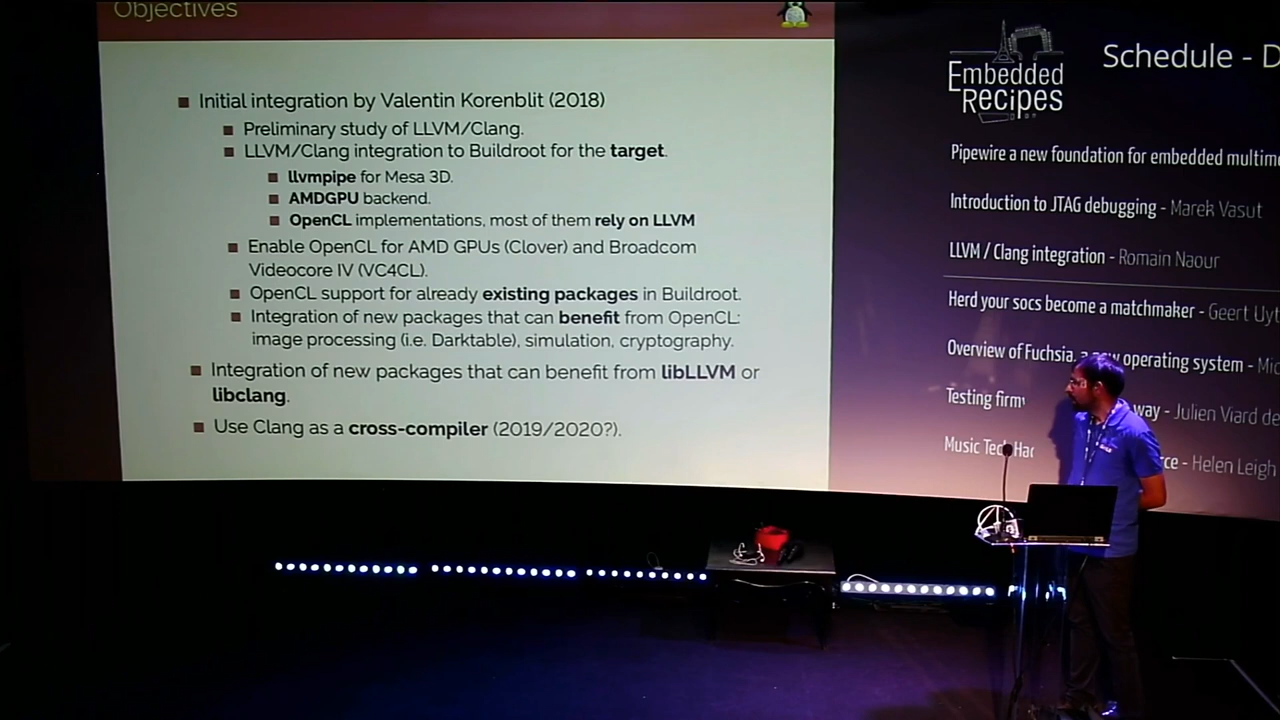 Objectives
Initial integration by Valentin Korenblit (2018)
Preliminary study of LLVM/Clang.
LLVM/Clang integration to Buildroot for the target.
llvmpipe for Mesa 3D.
AMDGPU backend.
OpenCL implementations, most of them rely on LLVM
Enable OpenCL for AMD GPUs (Clover) and Broadcom
Videocore IV (VC4CL).
OpenCL support for already existing packages in Buildroot.
Integration of new packages that can benefit from OpenCL:
image processing (i.e. Darktable), simulation, cryptography.
Integration of new packages that can benefit from libLLVM or
libclang.
Use Clang as a cross-compiler (2019/2020?).
Embedded
Recipes
Schedule - D
Pipewire a new foundation for embedded multim
Introduction to JTAG debugging - Marek Vasut
LLVM / Clang integration - Romain Naour
Herd your socs become a matchmaker - Geert Uyt
Overview of Fuchsia, a new operating system - Mic
Testing firm way - Julien Viard de
Music Tec Hac rce - Helen Leigh